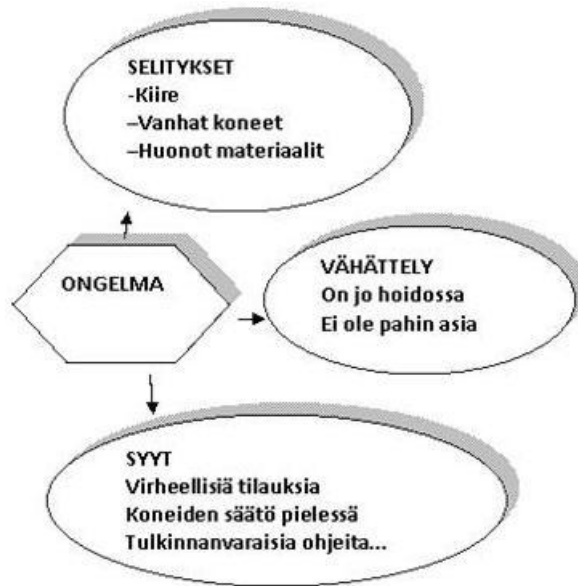 SELITYKSET
-Kiire
–Vanhat koneet
–Huonot materiaalit
ONGELMA
VÄHÄTTELY
On jo hoidossa
Ei ole pahin asia
SYYT
Virheellisiä tilauksia
Koneiden säätö pielessä
Tulkinnanvaraisia ohjeita...